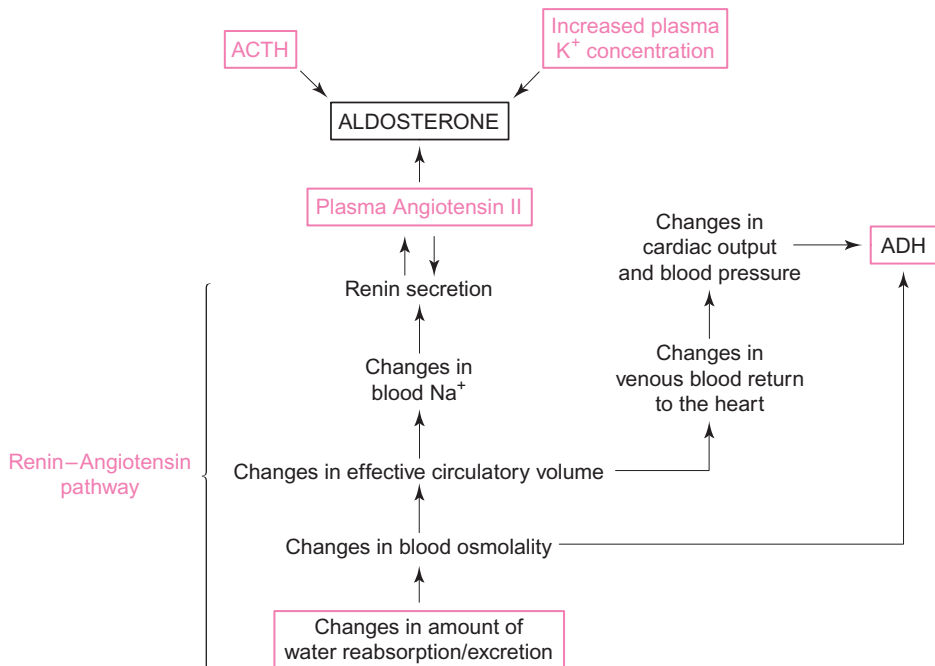 ACTH
Increased plasma
K⁺ concentration
ALDOSTERONE
Plasma Angiotensin II
Changes in
cardiac output
and blood pressure
ADH
Renin secretion
Changes in
blood Na⁺
Changes in
venous blood return
to the heart
Renin–Angiotensin
pathway
Changes in effective circulatory volume
Changes in blood osmolality
Changes in amount of
water reabsorption/excretion